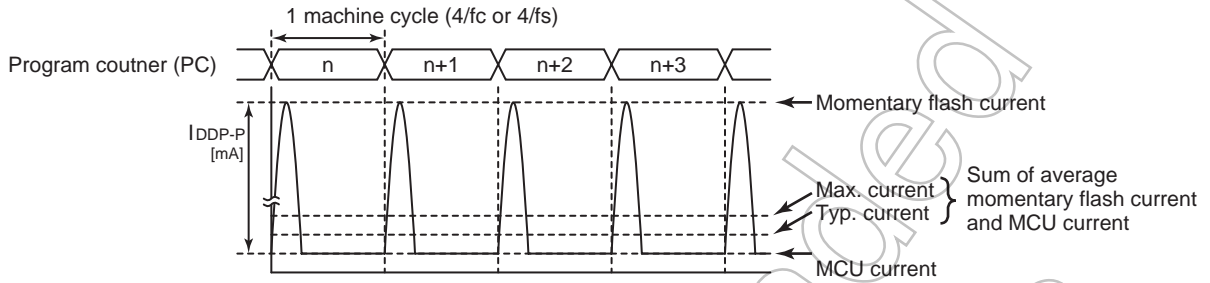 1 machine cycle (4/fc or 4/fs)
Program coutner (PC)
n
n+1
n+2
n+3
Momentary flash current
IDDP-P
[mA]
Max. current
Typ. current
Sum of average
momentary flash current
and MCU current
MCU current